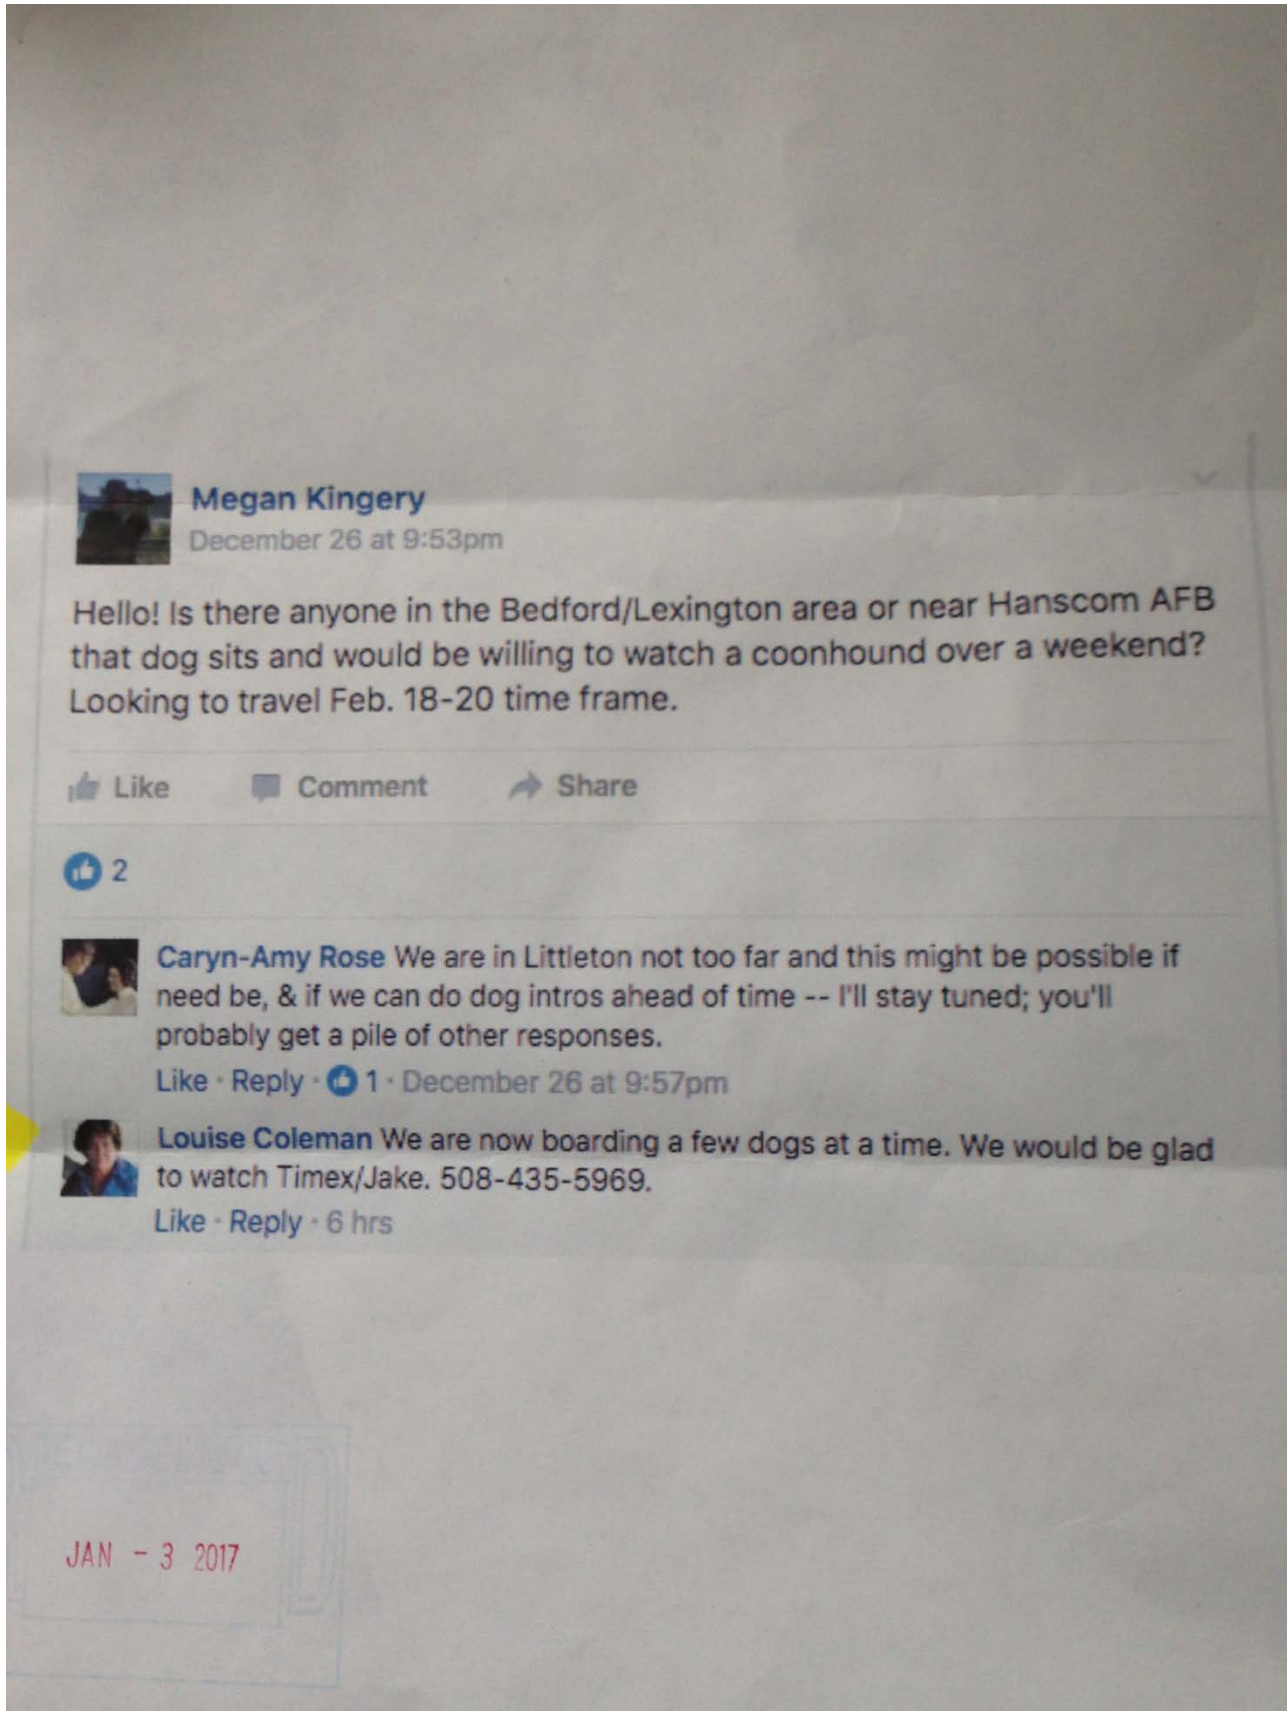 Megan Kingery
December 26 at 9:53pm
Hello! Is there anyone in the Bedford/Lexington area or near Hanscom AFB
that dog sits and would be willing to watch a coonhound over a weekend?
Looking to travel Feb. 18-20 time frame.
Like Comment Share
2
Caryn-Amy Rose We are in Littleton not too far and this might be possible if
need be, & if we can do dog intros ahead of time -- I'll stay tuned; you'll
probably get a pile of other responses.
Like · Reply · 1 · December 26 at 9:57pm
Louise Coleman We are now boarding a few dogs at a time. We would be glad
to watch Timex/Jake. 508-435-5969.
Like · Reply · 6 hrs
JAN - 3 2017